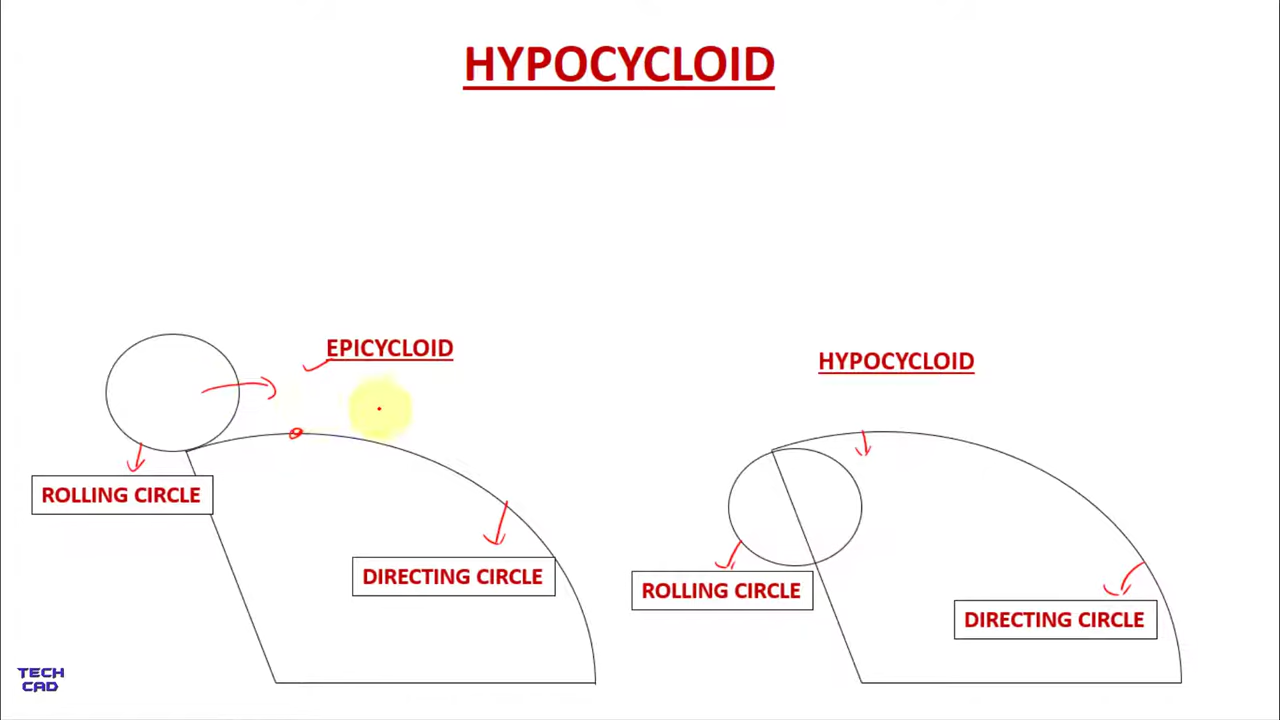 HYPOCYCLOID
EPICYCLOID
ROLLING CIRCLE
DIRECTING CIRCLE
HYPOCYCLOID
ROLLING CIRCLE
DIRECTING CIRCLE
TECH
CAD